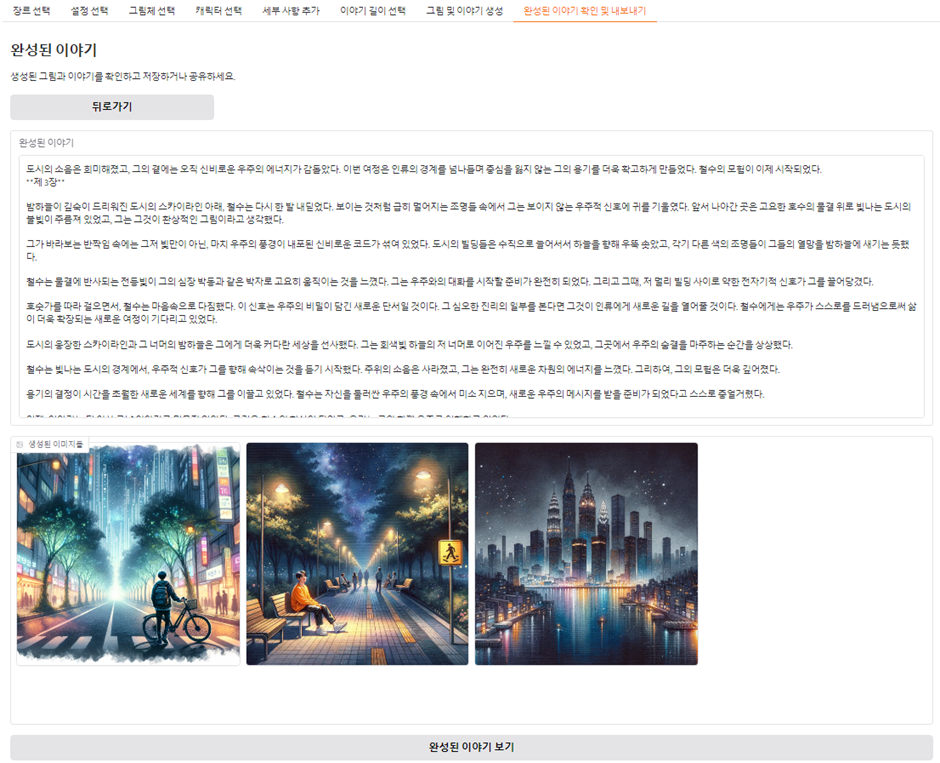 장르 선택 설정 선택 그림체 선택 캐릭터 선택 세부 사항 추가 이야기 길이 선택 그림 및 이야기 생성 완성된 이야기 확인 및 내보내기
완성된 이야기
생성된 그림과 이야기를 확인하고 저장하거나 공유하세요.
뒤로가기
완성된 이야기
도시의 소음은 희미해졌고, 그의 곁에는 오직 신비로운 우주의 에너지가 감돌았다. 이번 여정은 인류의 경계를 넘나들며 중심을 잃지 않는 그의 용기를 더욱 확고하게 만들었다. 철수의 모험이 이제 시작되었다.
**제 3장**
밤하늘이 깊숙이 드리워진 도시의 스카이라인 아래, 철수는 다시 한 발 내딛었다. 보이는 것처럼 급히 멀어지는 조명들 속에서 그는 보이지 않는 우주적 신호에 귀를 기울였다. 앞서 나아간 곳은 고요한 호수의 물결 위로 빛나는 도시의
불빛이 주름져 있었고, 그는 그것이 환상적인 그림이라고 생각했다.
그가 바라보는 반짝임 속에는 그저 빛만이 아닌, 마치 우주의 풍경이 내포된 신비로운 코드가 섞여 있었다. 도시의 빌딩들은 수직으로 늘어서서 하늘을 향해 우뚝 솟았고, 각기 다른 색의 조명들이 그들의 열망을 밤하늘에 새기는 듯했
다.
철수는 물결에 반사되는 전등빛이 그의 심장 박동과 같은 박자로 고요히 움직이는 것을 느꼈다. 그는 우주와의 대화를 시작할 준비가 완전히 되었다. 그리고 그때, 저 멀리 빌딩 사이로 약한 전자기적 신호가 그를 끌어당겼다.
호숫가를 따라 걸으면서, 철수는 마음속으로 다짐했다. 이 신호는 우주의 비밀이 담긴 새로운 단서일 것이다. 그 심오한 진리의 일부를 본다면 그것이 인류에게 새로운 길을 열어줄 것이다. 철수에게는 우주가 스스로를 드러냄으로써 삶
이 더욱 확장되는 새로운 여정이 기다리고 있었다.
도시의 웅장한 스카이라인과 그 너머의 밤하늘은 그에게 더욱 커다란 세상을 선사했다. 그는 회색빛 하늘의 저 너머로 이어진 우주를 느낄 수 있었고, 그곳에서 우주의 숨결을 마주하는 순간을 상상했다.
철수는 빛나는 도시의 경계에서, 우주적 신호가 그를 향해 속삭이는 것을 듣기 시작했다. 주위의 소음은 사라졌고, 그는 완전히 새로운 차원의 에너지를 느꼈다. 그리하여, 그의 모험은 더욱 깊어졌다.
용기의 결정이 시간을 초월한 새로운 세계를 향해 그를 이끌고 있었다. 철수는 자신을 둘러싼 우주의 풍경 속에서 미소 지으며, 새로운 우주의 메시지를 받을 준비가 되었다고 스스로 중얼거렸다.
생성된 이미지들
완성된 이야기 보기